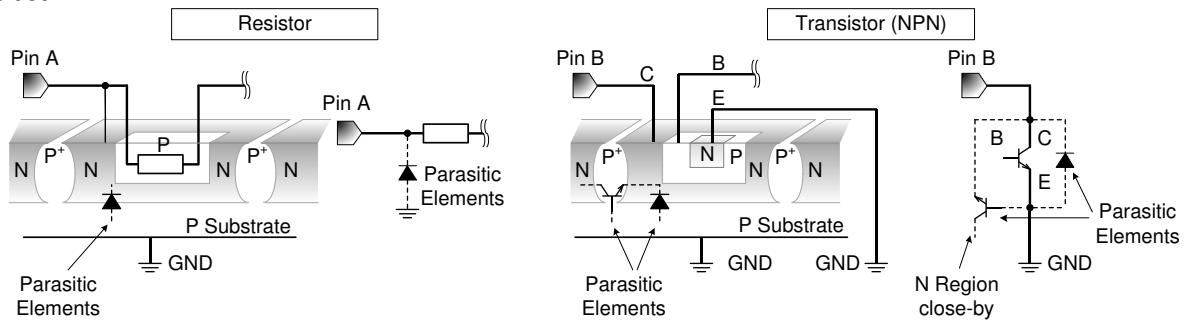 Resistor
Transistor (NPN)
Pin A
Pin A
N
P+
N
P
N
P+
N
Parasitic
Elements
P Substrate
GND
Parasitic
Elements
Pin B
C
B
E
N
P+
N
N
P
N
P+
N
P Substrate
GND
GND
Parasitic
Elements
Pin B
B
C
E
Parasitic
Elements
GND
N Region
close-by